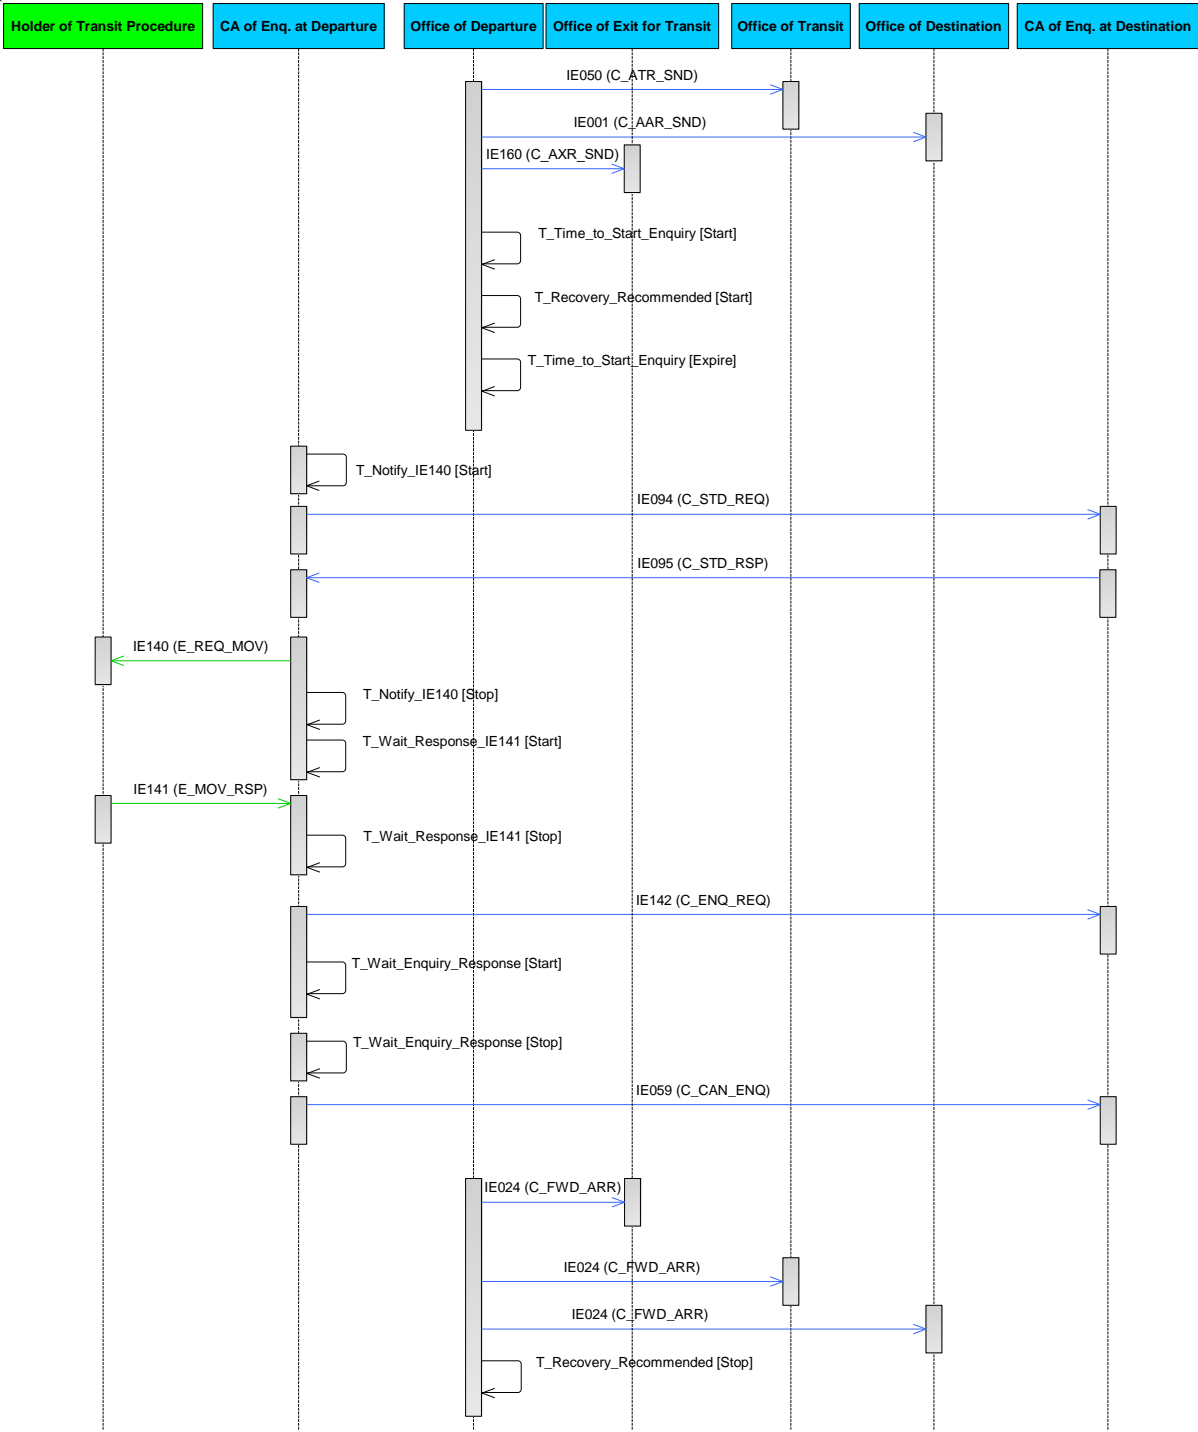 Holder of Transit Procedure
CA of Enq. at Departure
Office of Departure
Office of Exit for Transit
Office of Transit
Office of Destination
CA of Enq. at Destination
IE050 (C_ATR_SND)
IE001 (C_AAR_SND)
IE160 (C_AXR_SND)
T_Time_to_Start_Enquiry [Start]
T_Recovery_Recommended [Start]
T_Time_to_Start_Enquiry [Expire]
T_Notify_IE140 [Start]
IE094 (C_STD_REQ)
IE095 (C_STD_RSP)
IE140 (E_REQ_MOV)
T_Notify_IE140 [Stop]
T_Wait_Response_IE141 [Start]
IE141 (E_MOV_RSP)
T_Wait_Response_IE141 [Stop]
IE142 (C_ENQ_REQ)
T_Wait_Enquiry_Response [Start]
T_Wait_Enquiry_Response [Stop]
IE059 (C_CAN_ENQ)
IE024 (C_FWD_ARR)
IE024 (C_FWD_ARR)
IE024 (C_FWD_ARR)
T_Recovery_Recommended [Stop]